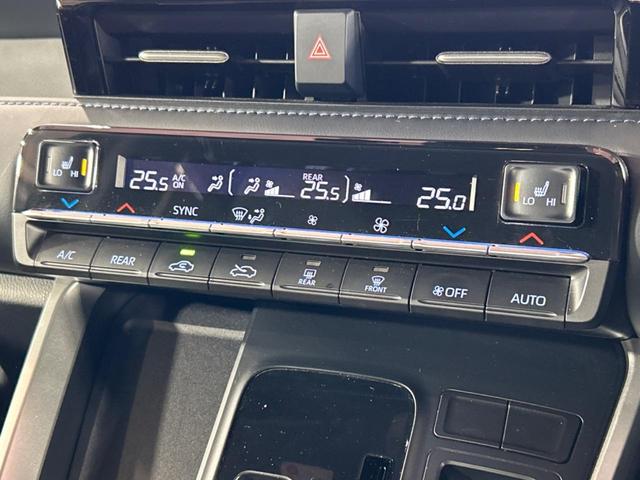 LO HI
25.5 A/C ON
REAR
25.5
25.0
LO HI
SYNC
A/C
REAR
REAR
FRONT
OFF
AUTO